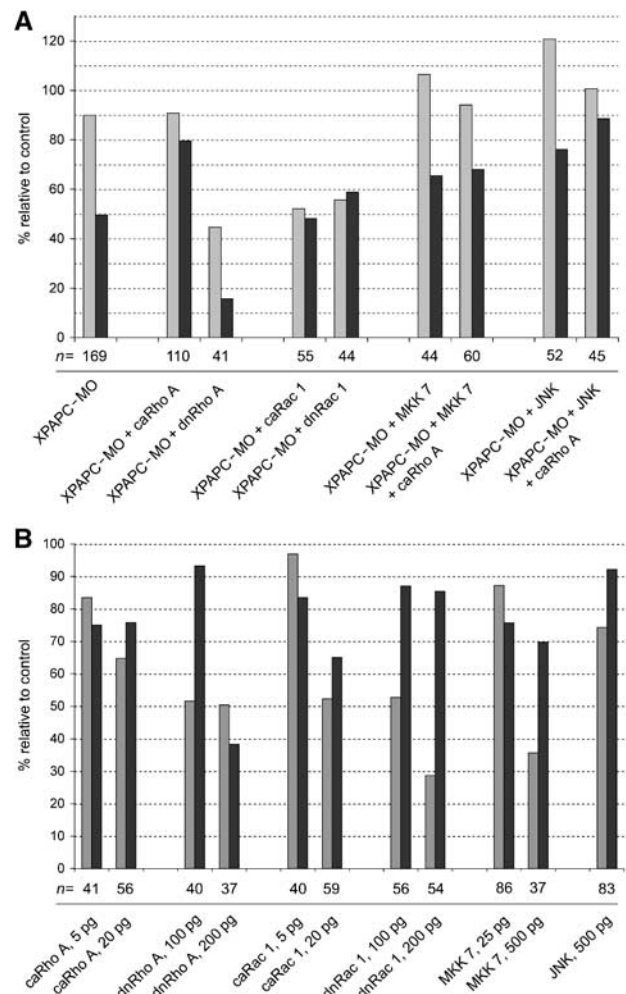 A
% relative to control
120
100
80
60
40
20
0
n= 169 110 41 55 44 44 60 52 45
XPAPC-MO
XPAPC-MO + caRho A
XPAPC-MO + dnRho A
XPAPC-MO + caRac 1
XPAPC-MO + dnRac 1
XPAPC-MO + MKK 7
XPAPC-MO + MKK 7
+ caRho A
XPAPC-MO + JNK
XPAPC-MO + JNK
+ caRho A
B
% relative to control
100
90
80
70
60
50
40
30
20
10
0
n= 41 56 40 37 40 59 56 54 86 37 83
caRho A, 5 pg
caRho A, 20 pg
dnRho A, 100 pg
dnRho A, 200 pg
caRac 1, 5 pg
caRac 1, 20 pg
dnRac 1, 100 pg
dnRac 1, 200 pg
MKK 7, 25 pg
MKK 7, 500 pg
JNK, 500 pg